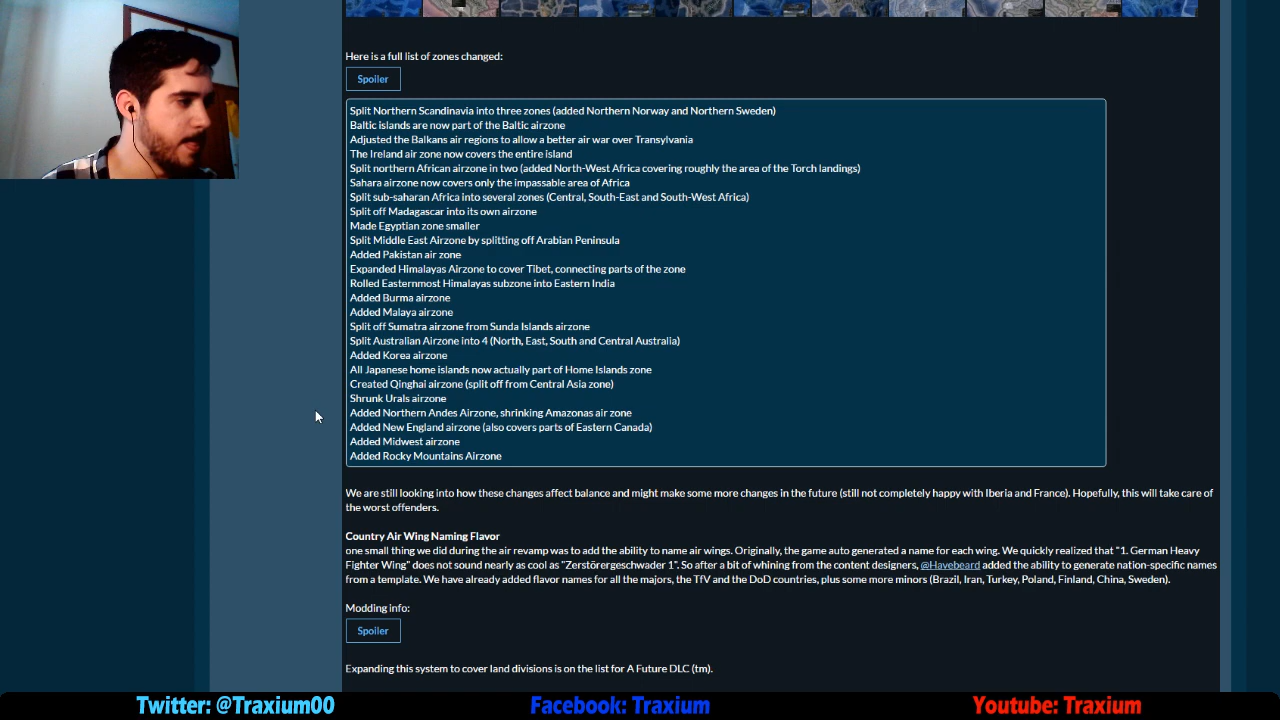 Here is a full list of zones changed:
Spoiler
Split Northern Scandinavia into three zones (added Northern Norway and Northern Sweden)
Baltic islands are now part of the Baltic airzone
Adjusted the Balkans air regions to allow a better air war over Transylvania
The Ireland air zone now covers the entire island
Split northern African airzone in two (added North-West Africa covering roughly the area of the Torch landings)
Sahara airzone now covers only the impassable area of Africa
Split sub-saharan Africa into several zones (Central, South-East and South-West Africa)
Split off Madagascar into its own airzone
Made Egyptian zone smaller
Split Middle East Airzone by splitting off Arabian Peninsula
Added Pakistan air zone
Expanded Himalayas Airzone to cover Tibet, connecting parts of the zone
Rolled Easternmost Himalayas subzone into Eastern India
Added Burma airzone
Added Malaya airzone
Split off Sumatra airzone from Sunda Islands airzone
Split Australian Airzone into 4 (North, East, South and Central Australia)
Added Korea airzone
All Japanese home islands now actually part of Home Islands zone
Created Qinghai airzone (split off from Central Asia zone)
Shrunk Urals airzone
Added Northern Andes Airzone, shrinking Amazonas air zone
Added New England airzone (also covers parts of Eastern Canada)
Added Midwest airzone
Added Rocky Mountains Airzone
We are still looking into how these changes affect balance and might make some more changes in the future (still not completely happy with Iberia and France). Hopefully, this will take care of
the worst offenders.
Country Air Wing Naming Flavor
one small thing we did during the air revamp was to add the ability to name air wings. Originally, the game auto generated a name for each wing. We quickly realized that "1. German Heavy
Fighter Wing" does not sound nearly as cool as "Zerstörergeschwader 1". So after a bit of whining from the content designers, @Havebeard added the ability to generate nation-specific names
from a template. We have already added flavor names for all the majors, the TfV and the DoD countries, plus some more minors (Brazil, Iran, Turkey, Poland, Finland, China, Sweden).
Modding info:
Spoiler
Expanding this system to cover land divisions is on the list for A Future DLC (tm).
Twitter: @Traxium00 Facebook: Traxium Youtube: Traxium